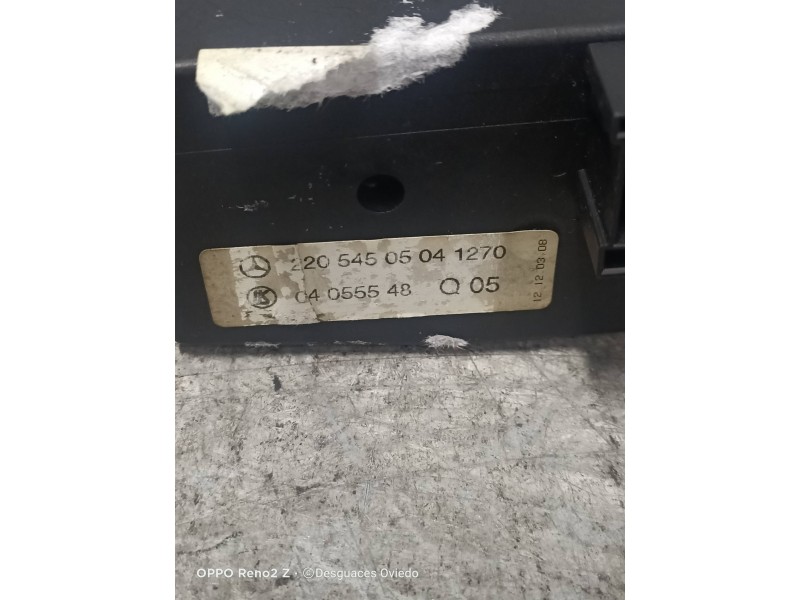 220 545 05 04 1270
04 0555 48 Q 05
12.12.03.08
OPPO Reno2 Z · ©Desguaces Oviedo